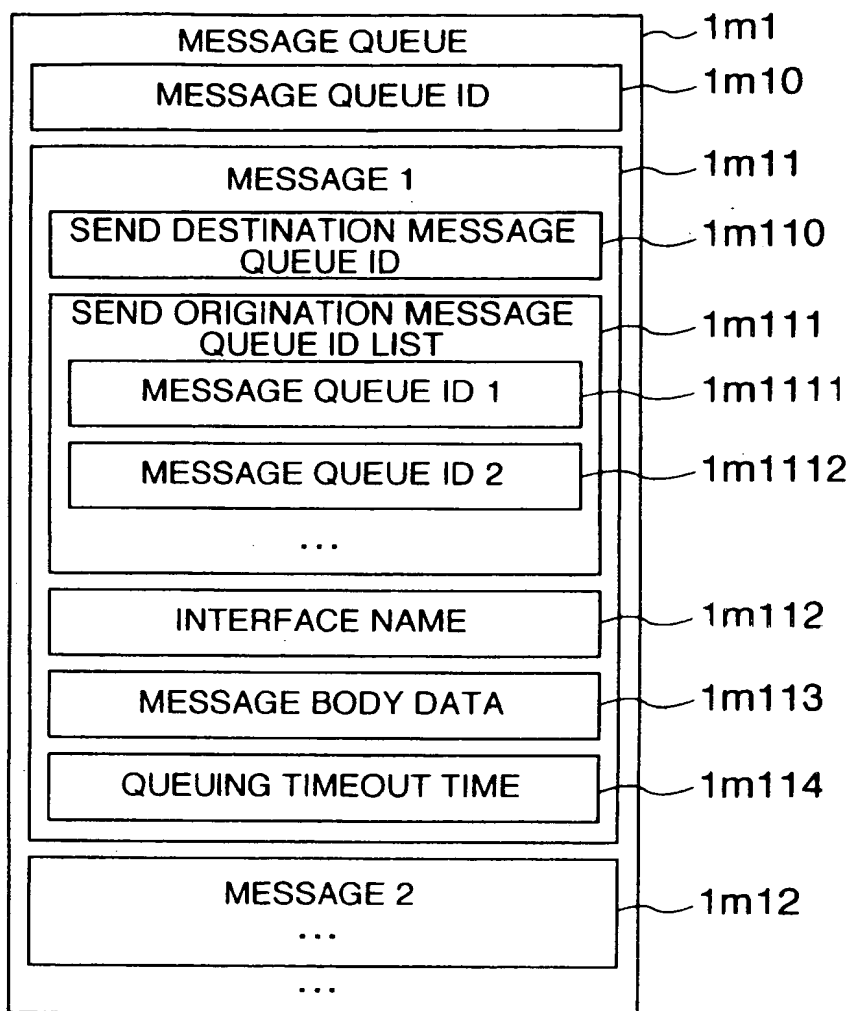 MESSAGE QUEUE
1m1
MESSAGE QUEUE ID
1m10
MESSAGE 1
1m11
SEND DESTINATION MESSAGE
QUEUE ID
1m110
SEND ORIGINATION MESSAGE
QUEUE ID LIST
1m111
MESSAGE QUEUE ID 1
1m1111
MESSAGE QUEUE ID 2
1m1112
...
INTERFACE NAME
1m112
MESSAGE BODY DATA
1m113
QUEUING TIMEOUT TIME
1m114
MESSAGE 2
1m12
...
...